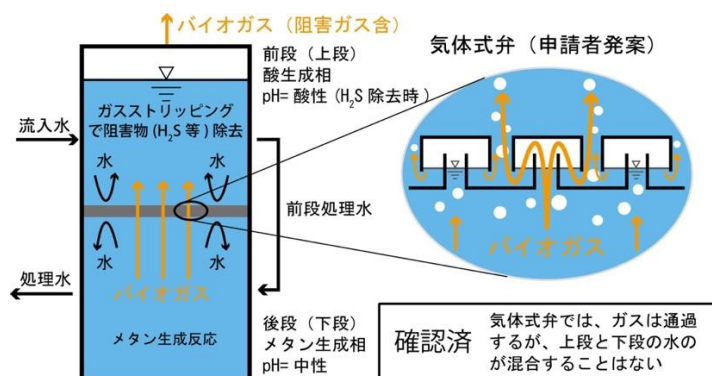 バイオガス（阻害ガス含）
前段（上段）
酸生成相
pH= 酸性 (H₂S 除去時)
ガスストリッピング
で阻害物 (H₂S 等) 除去
流入水
水
水
前段処理水
水
水
処理水
バイオガス
メタン生成反応
後段（下段）
メタン生成相
pH= 中性
気体式弁（申請者発案）
バイオガス
確認済
気体式弁では、ガスは通過
するが、上段と下段の水の
が混合することはない